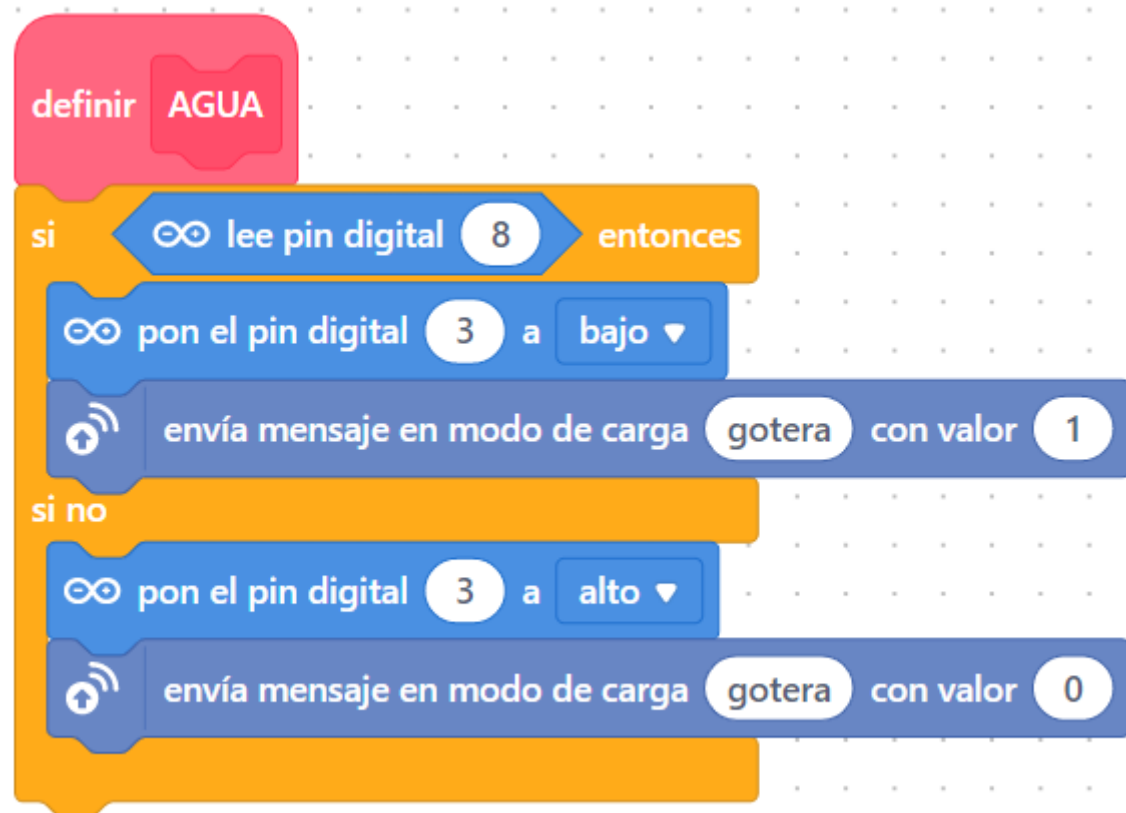 definir AGUA
si lee pin digital 8 entonces
pon el pin digital 3 a bajo
envía mensaje en modo de carga gotera con valor 1
si no
pon el pin digital 3 a alto
envía mensaje en modo de carga gotera con valor 0